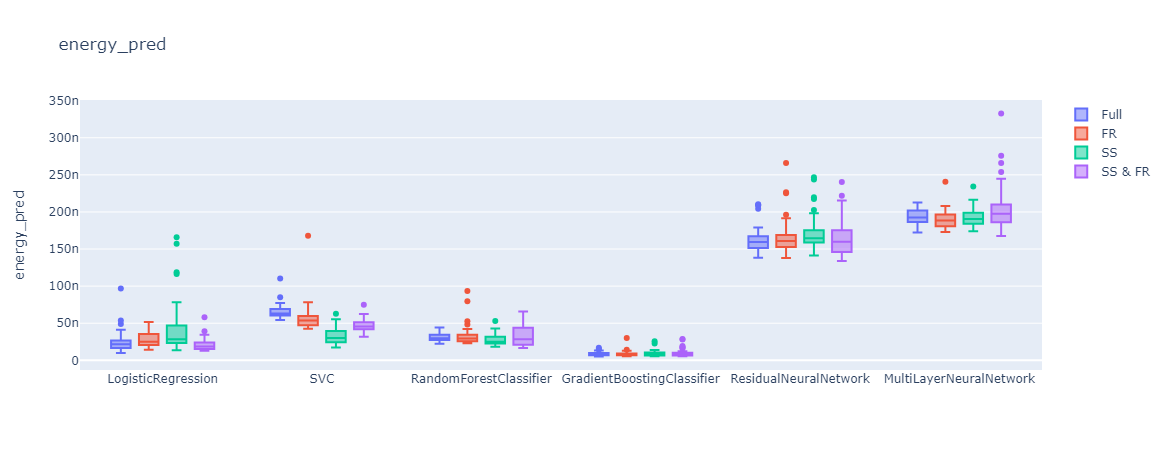 energy_pred
energy_pred
350n
300n
250n
200n
150n
100n
50n
0
LogisticRegression
SVC
RandomForestClassifier
GradientBoostingClassifier
ResidualNeuralNetwork
MultiLayerNeuralNetwork
Full
FR
SS
SS & FR